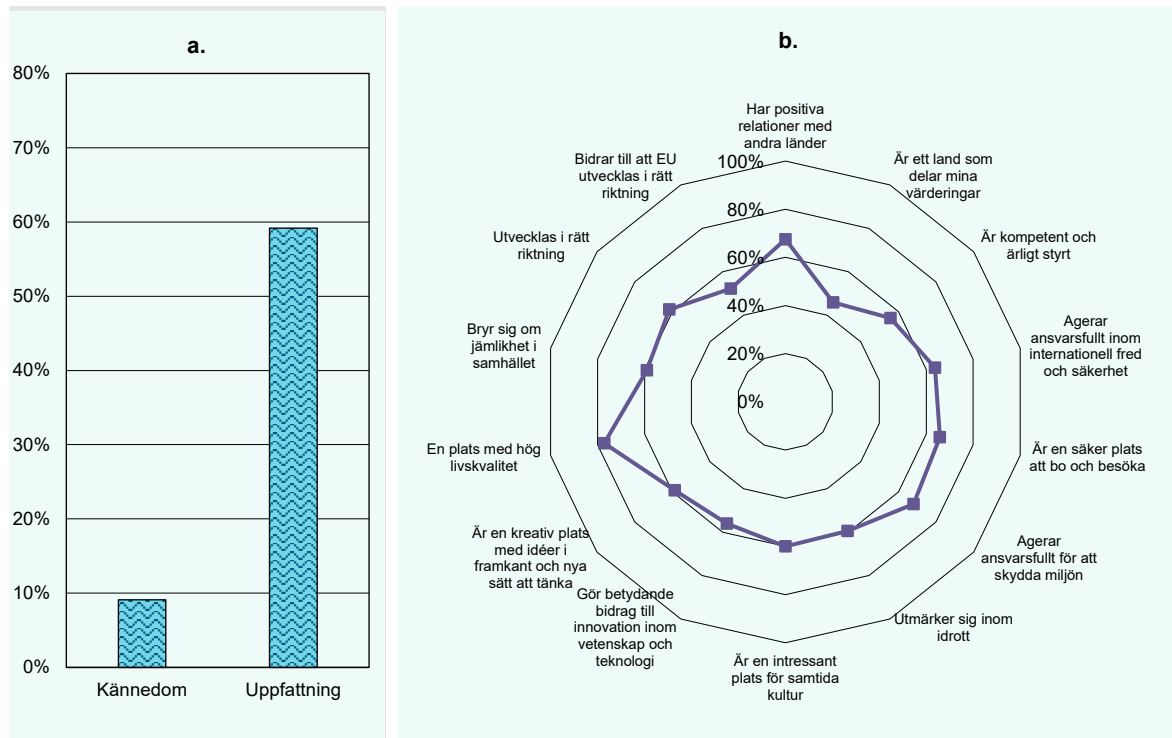 a.
80%
70%
60%
50%
40%
30%
20%
10%
0%
Kännedom
Uppfattning
b.
Har positiva
relationer med
andra länder
Är ett land som
delar mina
värderingar
Är kompetent och
ärligt styrt
Agerar
ansvarsfullt inom
internationell fred
och säkerhet
Är en säker plats
att bo och besöka
Agerar
ansvarsfullt för att
skydda miljön
Utmärker sig inom
idrott
Är en intressant
plats för samtida
kultur
Gör betydande
bidrag till
innovation inom
vetenskap och
teknologi
Är en kreativ plats
med idéer i
framkant och nya
sätt att tänka
En plats med hög
livskvalitet
Bryr sig om
jämlikhet i
samhället
Utvecklas i rätt
riktning
Bidrar till att EU
utvecklas i rätt
riktning
100%
80%
60%
40%
20%
0%